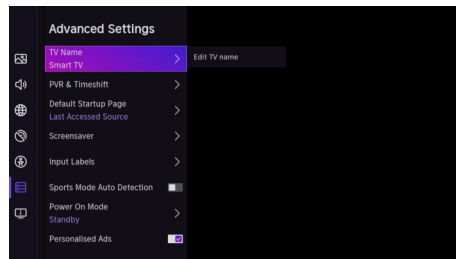 Advanced Settings
TV Name
Smart TV
Edit TV name
PVR & Timeshift
Default Startup Page
Last Accessed Source
Screensaver
Input Labels
Sports Mode Auto Detection
Power On Mode
Standby
Personalised Ads